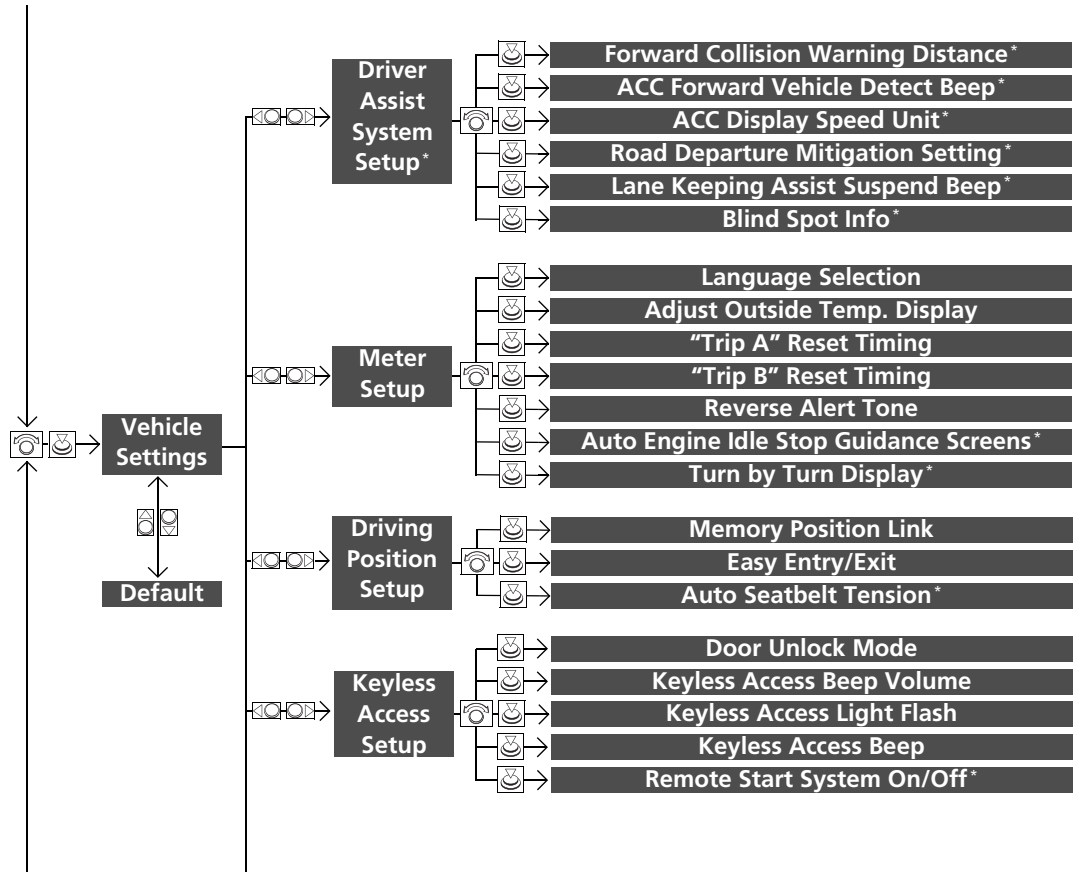 Driver
Assist
System
Setup*
Forward Collision Warning Distance*
ACC Forward Vehicle Detect Beep*
ACC Display Speed Unit*
Road Departure Mitigation Setting*
Lane Keeping Assist Suspend Beep*
Blind Spot Info*
Meter
Setup
Language Selection
Adjust Outside Temp. Display
“Trip A” Reset Timing
“Trip B” Reset Timing
Reverse Alert Tone
Auto Engine Idle Stop Guidance Screens*
Turn by Turn Display*
Vehicle
Settings
Default
Driving
Position
Setup
Memory Position Link
Easy Entry/Exit
Auto Seatbelt Tension*
Keyless
Access
Setup
Door Unlock Mode
Keyless Access Beep Volume
Keyless Access Light Flash
Keyless Access Beep
Remote Start System On/Off*